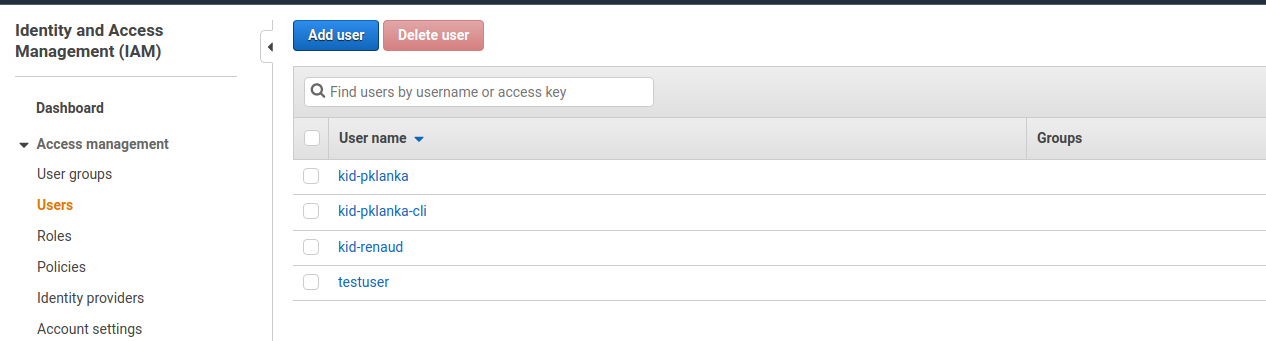 Identity and Access
Management (IAM)
Dashboard
Access management
User groups
Users
Roles
Policies
Identity providers
Account settings
Add user
Delete user
Find users by username or access key
User name
Groups
kid-pklanka
kid-pklanka-cli
kid-renaud
testuser